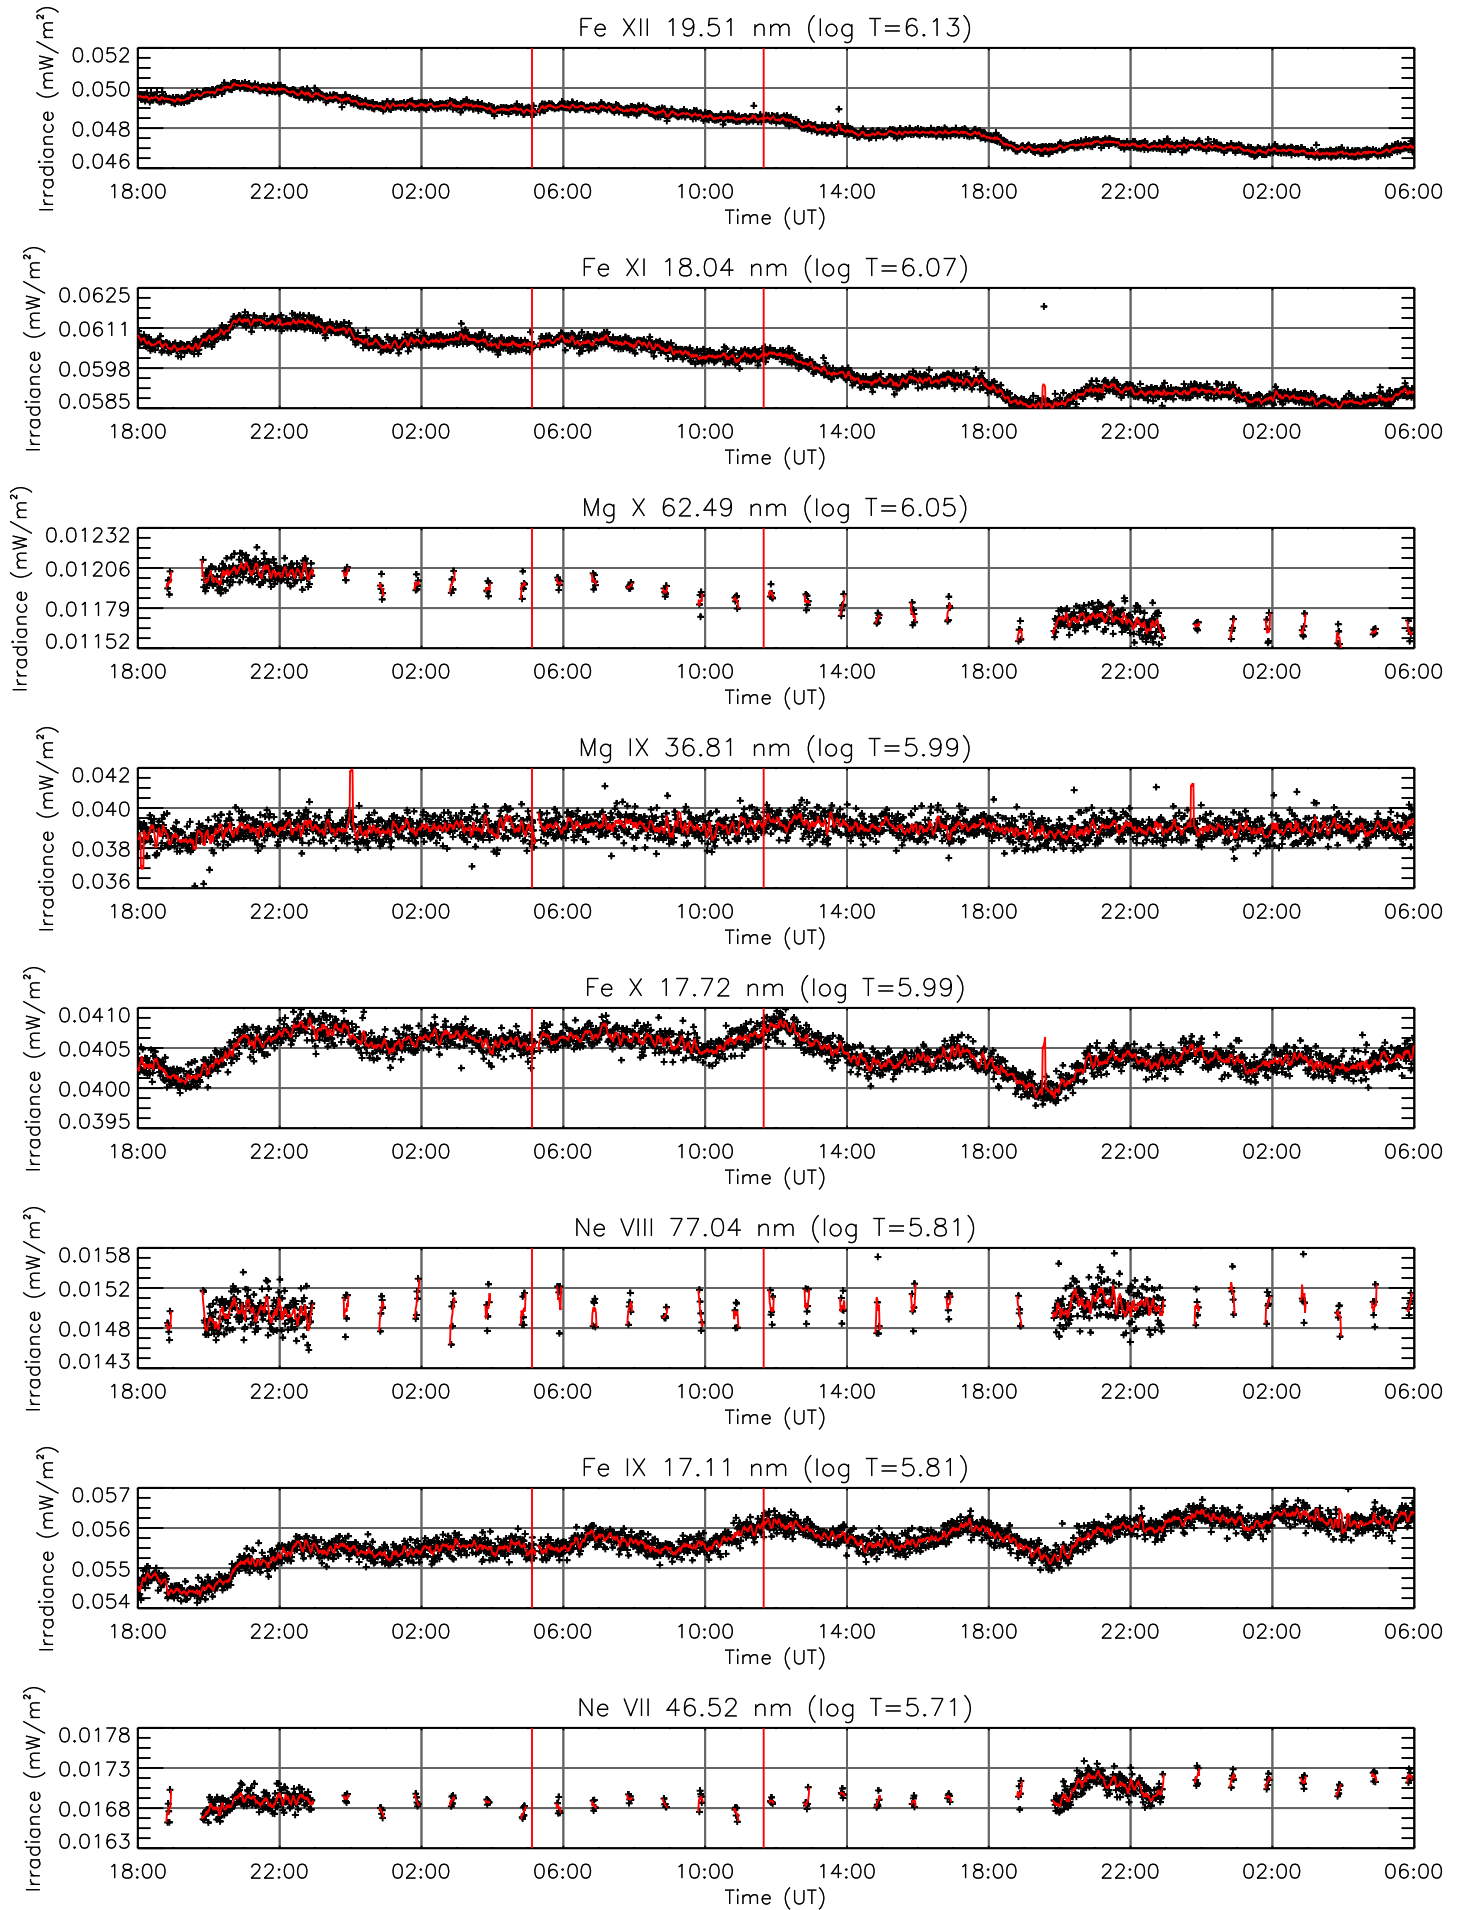 Fe XII 19.51 nm (log T=6.13)
Irradiance (mW/m²)
0.052
0.050
0.048
0.046
18:00 22:00 02:00 06:00 10:00 14:00 18:00 22:00 02:00 06:00
Time (UT)
Fe XI 18.04 nm (log T=6.07)
Irradiance (mW/m²)
0.0625
0.0611
0.0598
0.0585
18:00 22:00 02:00 06:00 10:00 14:00 18:00 22:00 02:00 06:00
Time (UT)
Mg X 62.49 nm (log T=6.05)
Irradiance (mW/m²)
0.01232
0.01206
0.01179
0.01152
18:00 22:00 02:00 06:00 10:00 14:00 18:00 22:00 02:00 06:00
Time (UT)
Mg IX 36.81 nm (log T=5.99)
Irradiance (mW/m²)
0.042
0.040
0.038
0.036
18:00 22:00 02:00 06:00 10:00 14:00 18:00 22:00 02:00 06:00
Time (UT)
Fe X 17.72 nm (log T=5.99)
Irradiance (mW/m²)
0.0410
0.0405
0.0400
0.0395
18:00 22:00 02:00 06:00 10:00 14:00 18:00 22:00 02:00 06:00
Time (UT)
Ne VIII 77.04 nm (log T=5.81)
Irradiance (mW/m²)
0.0158
0.0152
0.0148
0.0143
18:00 22:00 02:00 06:00 10:00 14:00 18:00 22:00 02:00 06:00
Time (UT)
Fe IX 17.11 nm (log T=5.81)
Irradiance (mW/m²)
0.057
0.056
0.055
0.054
18:00 22:00 02:00 06:00 10:00 14:00 18:00 22:00 02:00 06:00
Time (UT)
Ne VII 46.52 nm (log T=5.71)
Irradiance (mW/m²)
0.0178
0.0173
0.0168
0.0163
18:00 22:00 02:00 06:00 10:00 14:00 18:00 22:00 02:00 06:00
Time (UT)